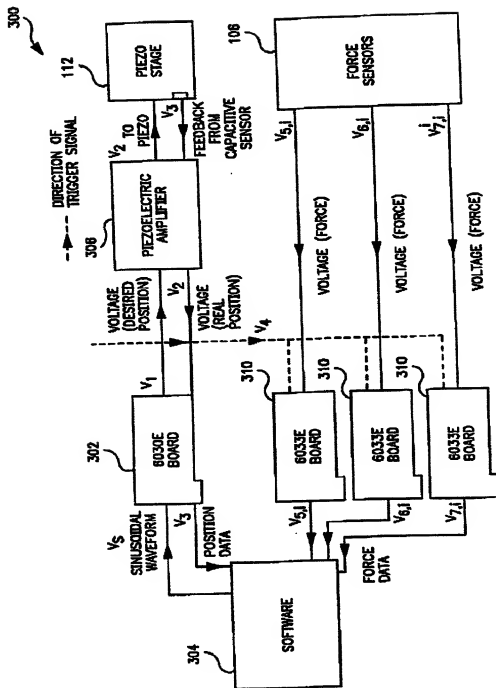 300
DIRECTION OF
TRIGGER SIGNAL
112
PIEZO
STAGE
V2 TO
PIEZO
V3
FEEDBACK FROM
CAPACITIVE SENSOR
306
PIEZOELECTRIC
AMPLIFIER
VOLTAGE
(DESIRED
POSITION)
V1
V2
VOLTAGE
(REAL
POSITION)
V4
302
6030E
BOARD
VS
SINUSOIDAL
WAVEFORM
V3
POSITION
DATA
304
SOFTWARE
106
FORCE
SENSORS
V5,i
V6,i
V7,i
i
VOLTAGE (FORCE)
VOLTAGE (FORCE)
VOLTAGE (FORCE)
310
310
310
6033E
BOARD
6033E
BOARD
6033E
BOARD
V5,i
V6,i
V7,i
FORCE
DATA